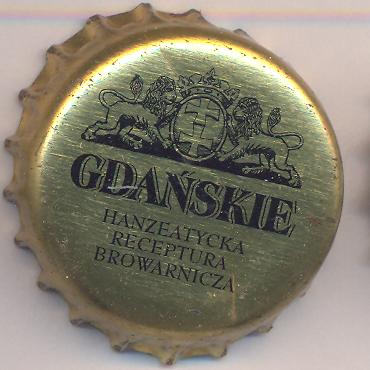 GDAŃSKIE
HANZEATYCKA
RECEPTURA
BROWARNICZA